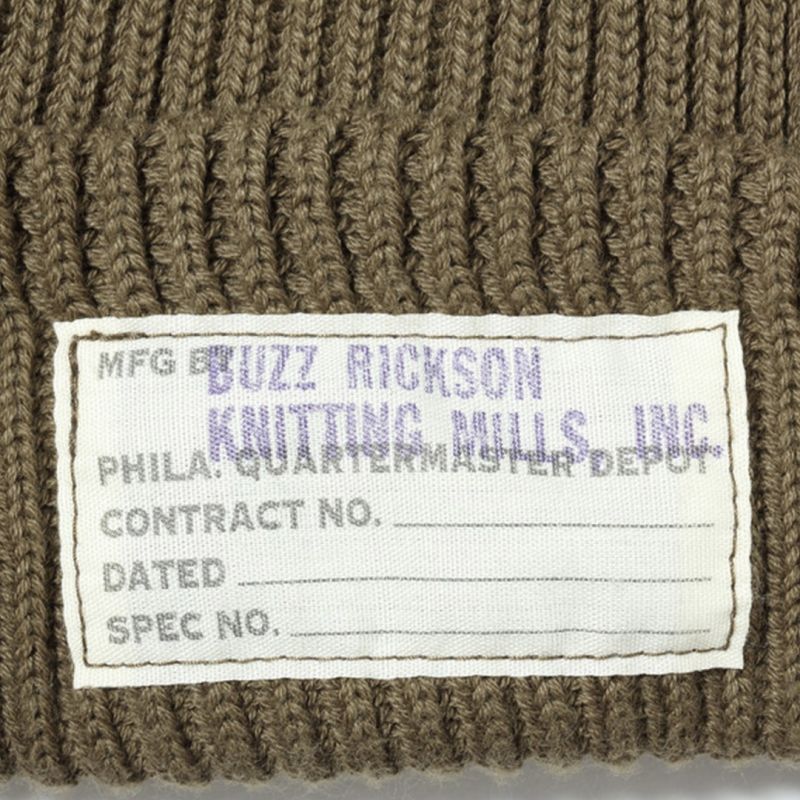 MFG BY BUZZ RICKSON
KNITTING MILLS, INC.
PHILA. QUARTERMASTER DEPOT
CONTRACT NO.
DATED
SPEC NO.